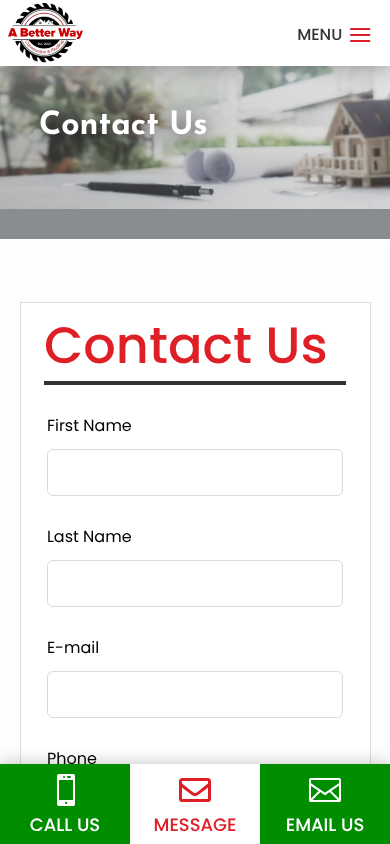 A Better Way
MENU
Contact Us
Contact Us
First Name
Last Name
E-mail
Phone
CALL US
MESSAGE
EMAIL US